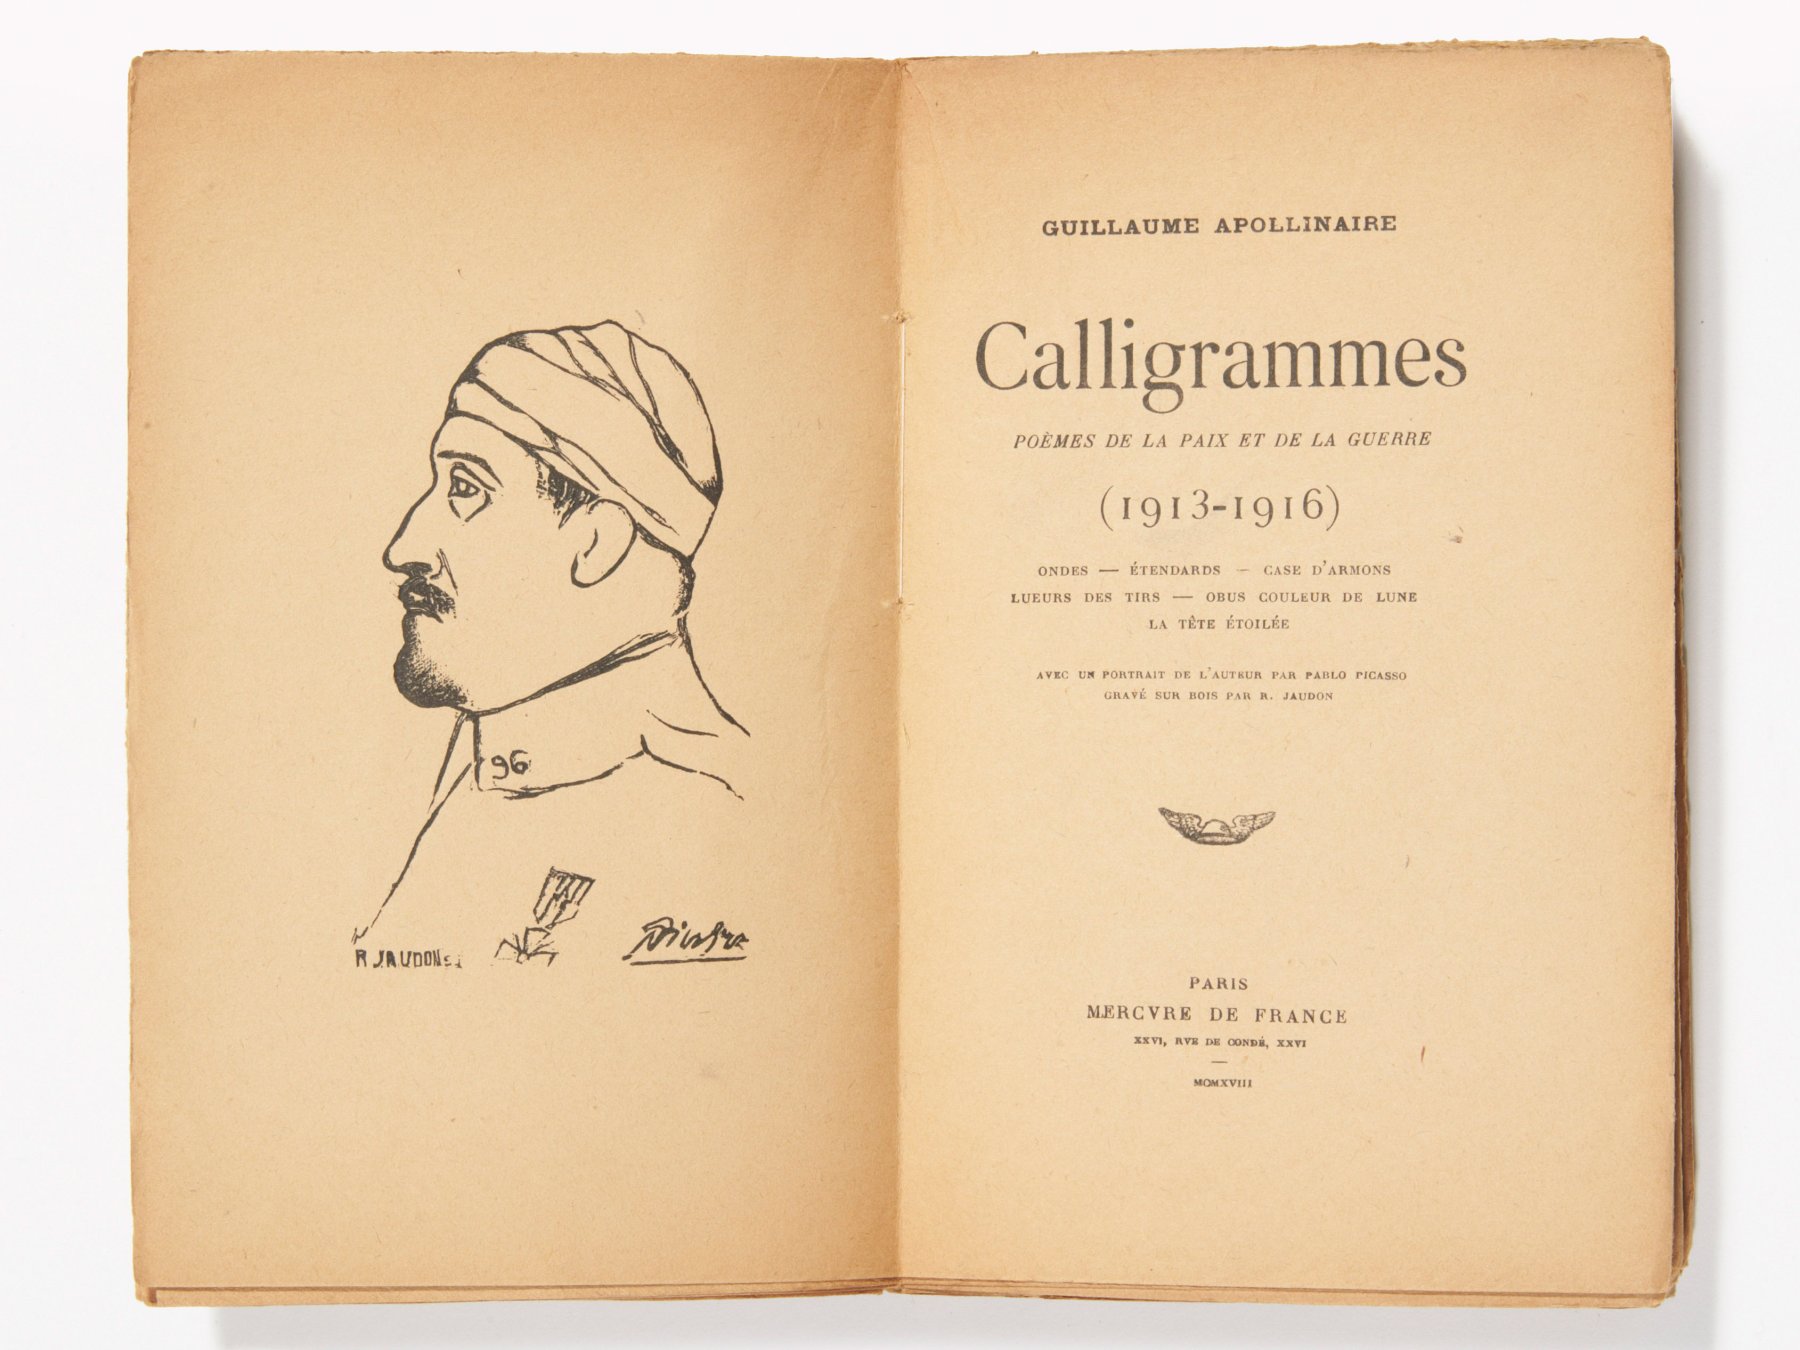 96
R JAUDON SC
Picasso
GUILLAUME APOLLINAIRE
Calligrammes
POÈMES DE LA PAIX ET DE LA GUERRE
(1913-1916)
ONDES — ÉTENDARDS — CASE D'ARMONS
LUEURS DES TIRS — OBUS COULEUR DE LUNE
LA TÊTE ÉTOILÉE
AVEC UN PORTRAIT DE L'AUTEUR PAR PABLO PICASSO
GRAVÉ SUR BOIS PAR R. JAUDON
PARIS
MERCVRE DE FRANCE
XXVI, RVE DE CONDÉ, XXVI
—
MCMXVIII